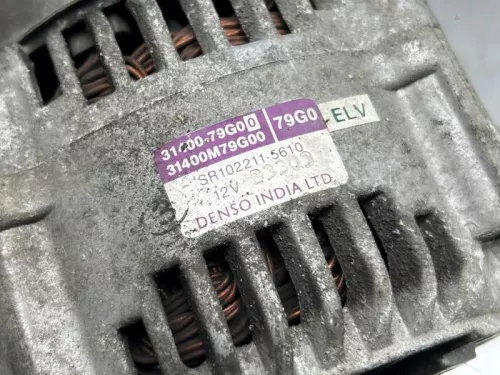 31400-79G00
31400M79G00
79G0
ELV
SR102211-5610
12V
DENSO INDIA LTD.